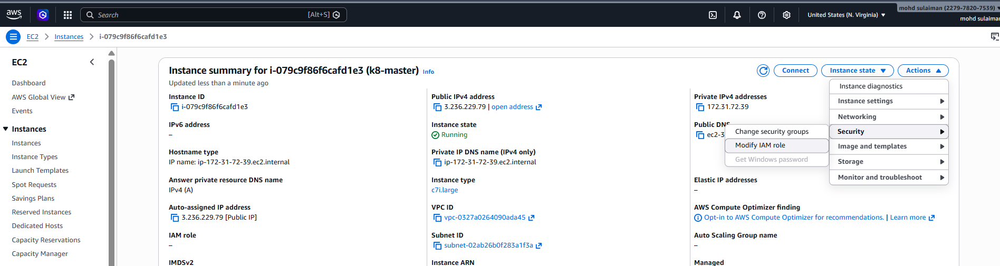 aws
Search
[Alt+S]
United States (N. Virginia)
mohd sulaiman (2279-7820-7539)
mohd sulaiman
EC2
Instances
i-079c9f86f6cafd1e3
EC2
Dashboard
AWS Global View
Events
Instances
Instances
Instance Types
Launch Templates
Spot Requests
Savings Plans
Reserved Instances
Dedicated Hosts
Capacity Reservations
Capacity Manager
Instance summary for i-079c9f86f6cafd1e3 (k8-master) Info
Updated less than a minute ago
Connect
Instance state
Actions
Instance ID
i-079c9f86f6cafd1e3
IPv6 address
–
Hostname type
IP name: ip-172-31-72-39.ec2.internal
Answer private resource DNS name
IPv4 (A)
Auto-assigned IP address
3.236.229.79 [Public IP]
IAM role
–
IMDSv2
Public IPv4 address
3.236.229.79 | open address
Instance state
Running
Private IP DNS name (IPv4 only)
ip-172-31-72-39.ec2.internal
Instance type
c7i.large
VPC ID
vpc-0327a0264090ada45
Subnet ID
subnet-02ab26b0f283a1f3a
Instance ARN
Private IPv4 addresses
172.31.72.39
Public DNS
ec2-3
Elastic IP addresses
–
AWS Compute Optimizer finding
Opt-in to AWS Compute Optimizer for recommendations. | Learn more
Auto Scaling Group name
–
Managed
Instance diagnostics
Instance settings
Networking
Security
Image and templates
Storage
Monitor and troubleshoot
Change security groups
Modify IAM role
Get Windows password